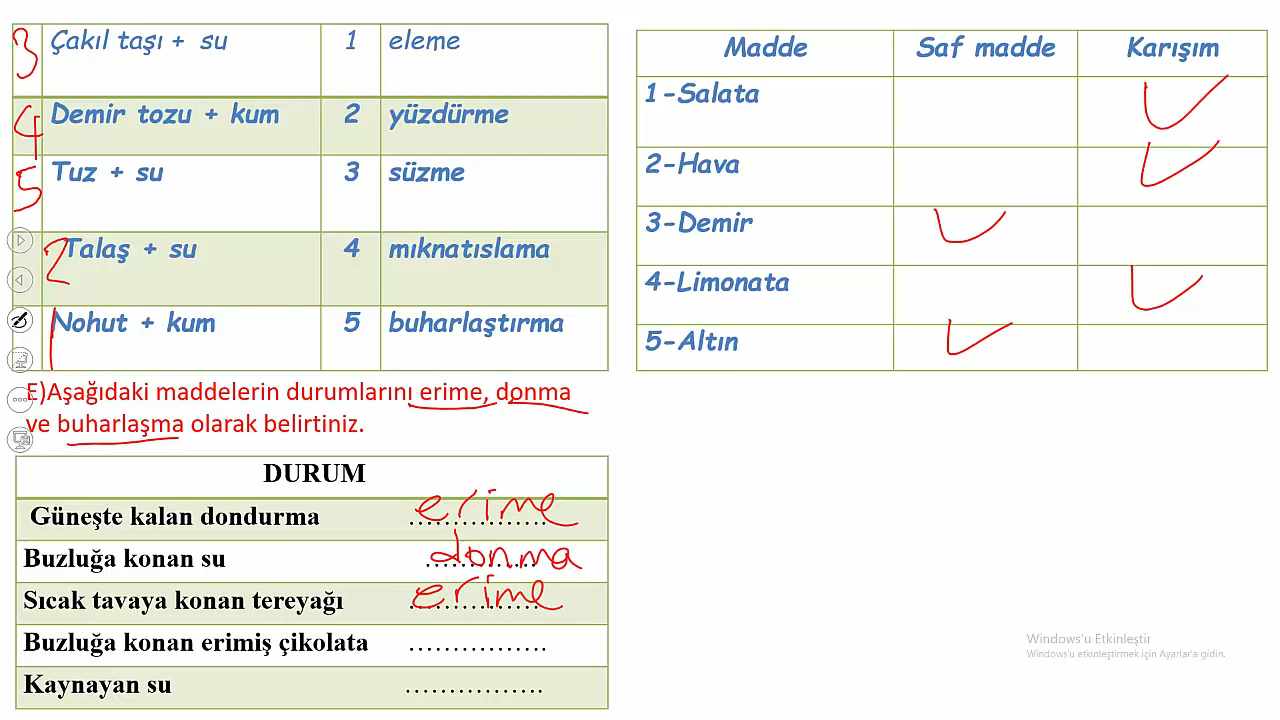 3 Çakıl taşı + su 1 eleme
4 Demir tozu + kum 2 yüzdürme
5 Tuz + su 3 süzme
2 Talaş + su 4 mıknatıslama
1 Nohut + kum 5 buharlaştırma
E)Aşağıdaki maddelerin durumlarını erime, donma
ve buharlaşma olarak belirtiniz.
DURUM
Güneşte kalan dondurma ................ erime
Buzluğa konan su ............. donma
Sıcak tavaya konan tereyağı ............... erime
Buzluğa konan erimiş çikolata ................
Kaynayan su ................
Madde Saf madde Karışım
1-Salata ✓
2-Hava ✓
3-Demir ✓
4-Limonata ✓
5-Altın ✓
Windows'u Etkinleştir
Windows'u etkinleştirmek için Ayarlar'a gidin.